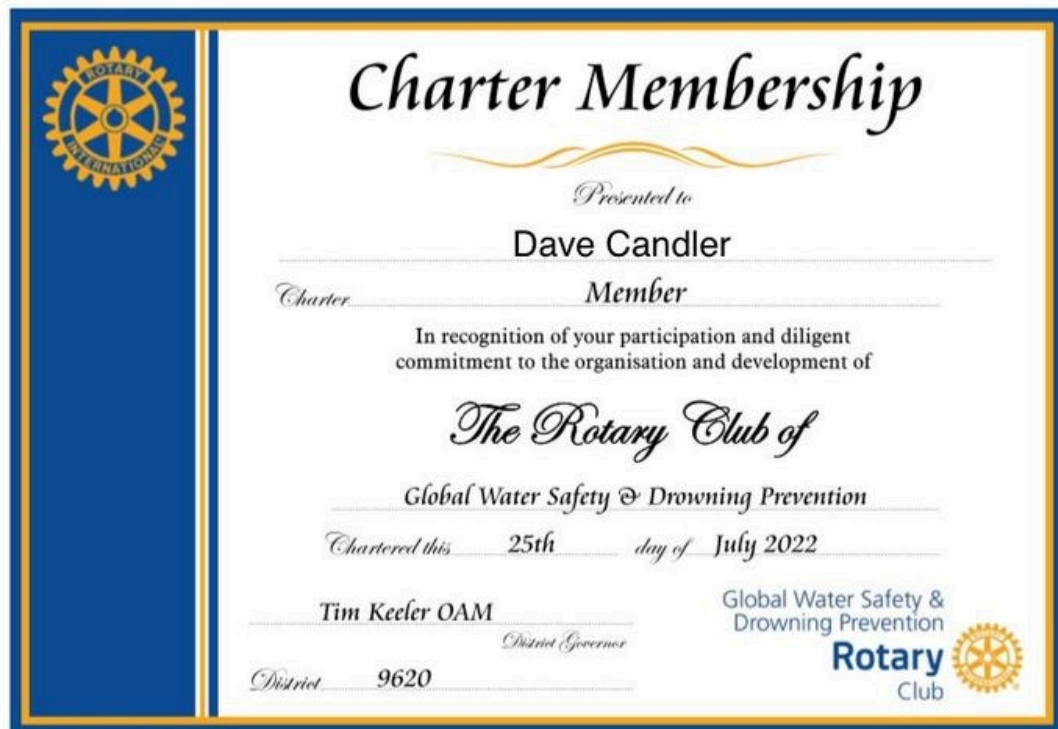 ROTARY
INTERNATIONAL
Charter Membership
Presented to
Dave Candler
Charter Member
In recognition of your participation and diligent
commitment to the organisation and development of
The Rotary Club of
Global Water Safety & Drowning Prevention
Chartered this 25th day of July 2022
Tim Keeler OAM
District Governor
District 9620
Global Water Safety &
Drowning Prevention
Rotary
Club